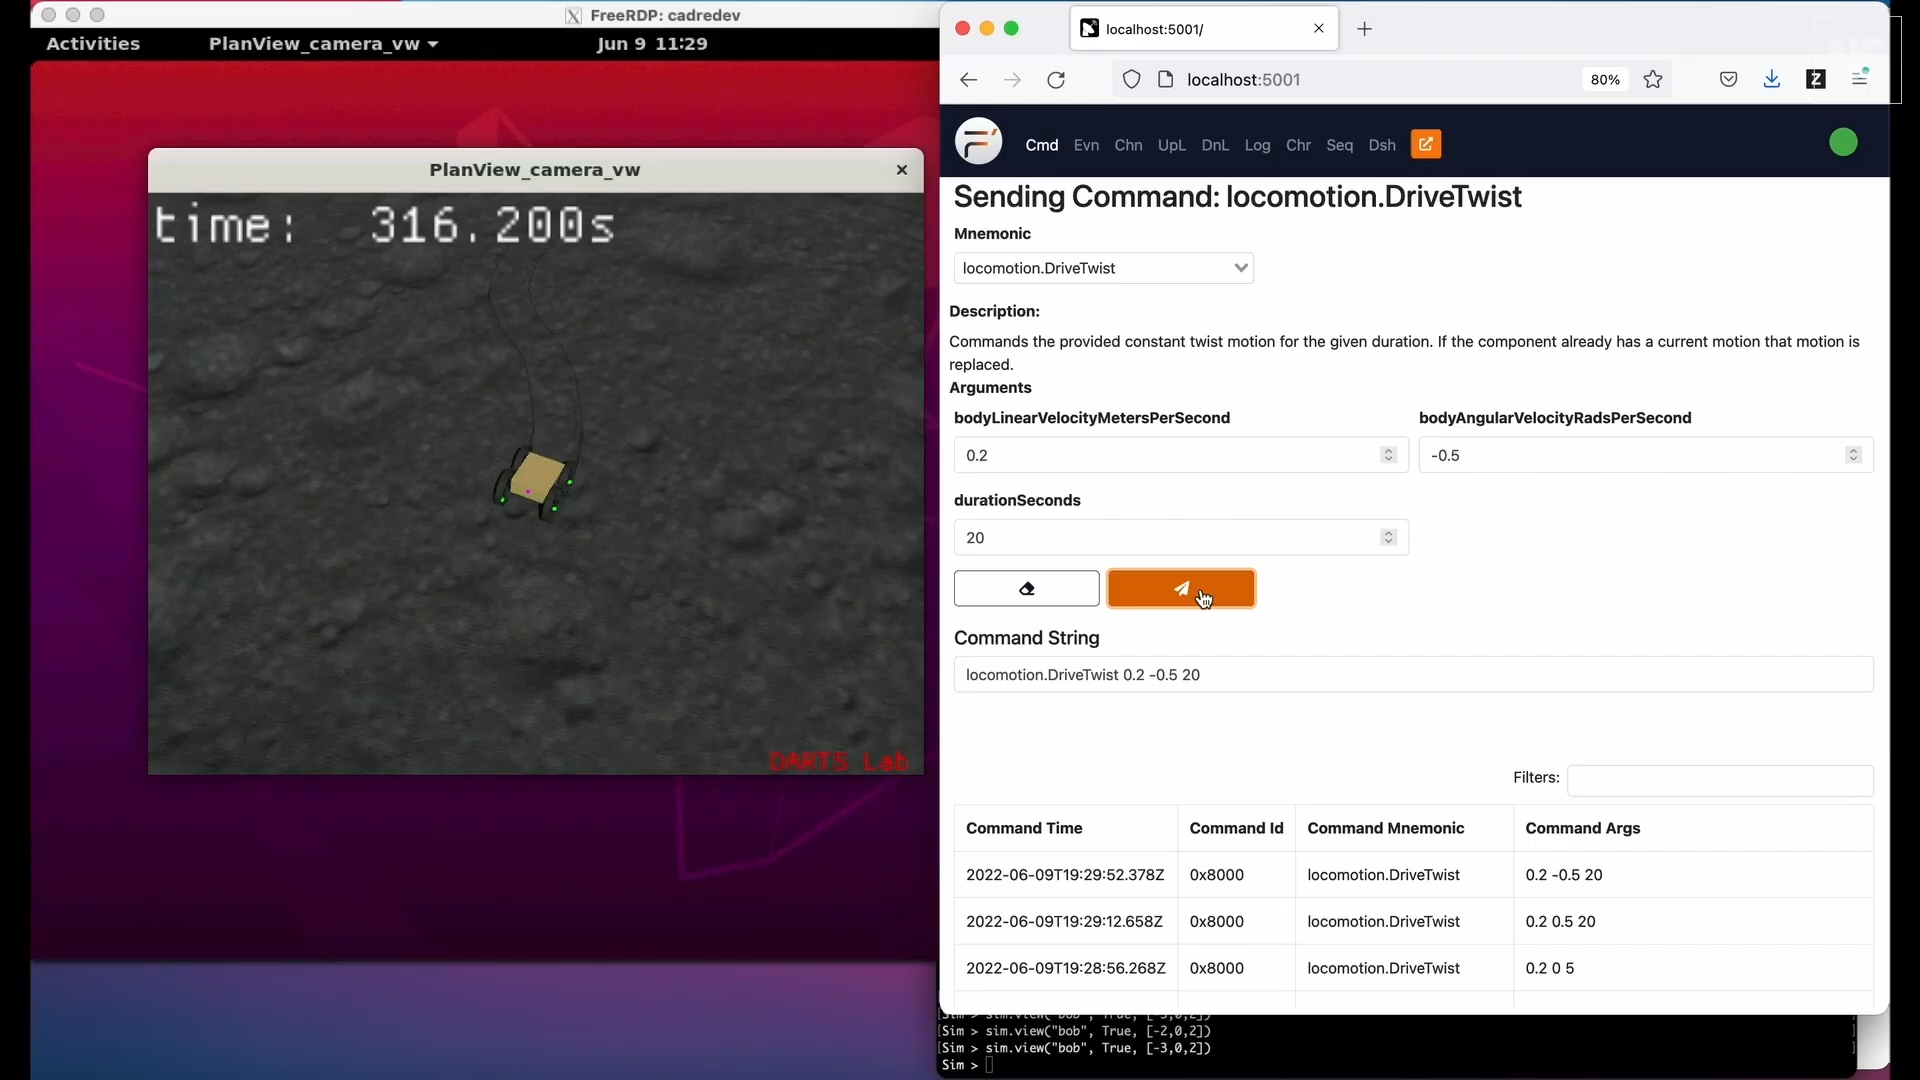 FreeRDP: cadredev
Activities
PlanView_camera_vw
Jun 9 11:29
PlanView_camera_vw
time: 316.200s
DARTS Lab
localhost:5001/
localhost:5001
80%
Z
Cmd Evn Chn UpL DnL Log Chr Seq Dsh
Sending Command: locomotion.DriveTwist
Mnemonic
locomotion.DriveTwist
Description:
Commands the provided constant twist motion for the given duration. If the component already has a current motion that motion is
replaced.
Arguments
bodyLinearVelocityMetersPerSecond bodyAngularVelocityRadsPerSecond
0.2 -0.5
durationSeconds
20
Command String
locomotion.DriveTwist 0.2 -0.5 20
Filters:
Command Time Command Id Command Mnemonic Command Args
2022-06-09T19:29:52.378Z 0x8000 locomotion.DriveTwist 0.2 -0.5 20
2022-06-09T19:29:12.658Z 0x8000 locomotion.DriveTwist 0.2 0.5 20
2022-06-09T19:28:56.268Z 0x8000 locomotion.DriveTwist 0.2 0 5
[Sim > sim.view("bob", True, [-2,0,2])
[Sim > sim.view("bob", True, [-3,0,2])
Sim >